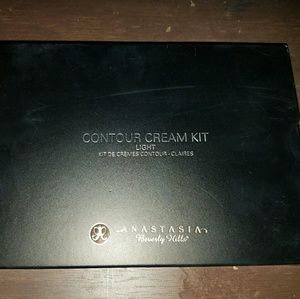 CONTOUR CREAM KIT
LIGHT
KIT DE CRÈMES CONTOUR - CLAIRES
ANASTASIA
Beverly Hills